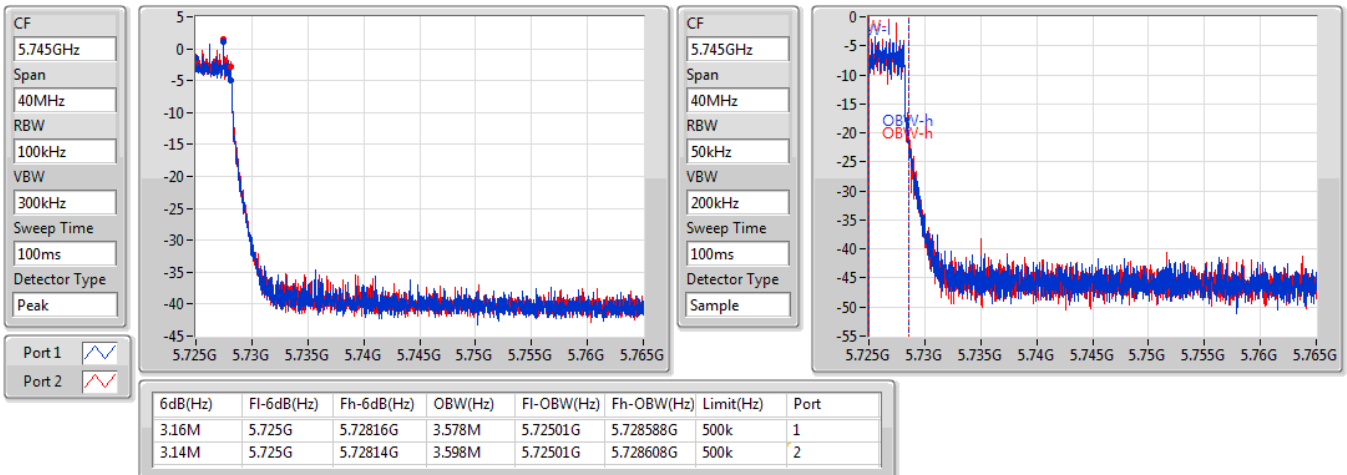 CF
5.745GHz
Span
40MHz
RBW
100kHz
VBW
300kHz
Sweep Time
100ms
Detector Type
Peak
Port 1
Port 2
5
0
-5
-10
-15
-20
-25
-30
-35
-40
-45
5.725G 5.73G 5.735G 5.74G 5.745G 5.75G 5.755G 5.76G 5.765G
CF
5.745GHz
Span
40MHz
RBW
50kHz
VBW
200kHz
Sweep Time
100ms
Detector Type
Sample
0
-5
-10
-15
-20
-25
-30
-35
-40
-45
-50
-55
W-l
OBW-h
OBW-h
5.725G 5.73G 5.735G 5.74G 5.745G 5.75G 5.755G 5.76G 5.765G
6dB(Hz) Fl-6dB(Hz) Fh-6dB(Hz) OBW(Hz) Fl-OBW(Hz) Fh-OBW(Hz) Limit(Hz) Port
3.16M 5.725G 5.72816G 3.578M 5.72501G 5.728588G 500k 1
3.14M 5.725G 5.72814G 3.598M 5.72501G 5.728608G 500k 2